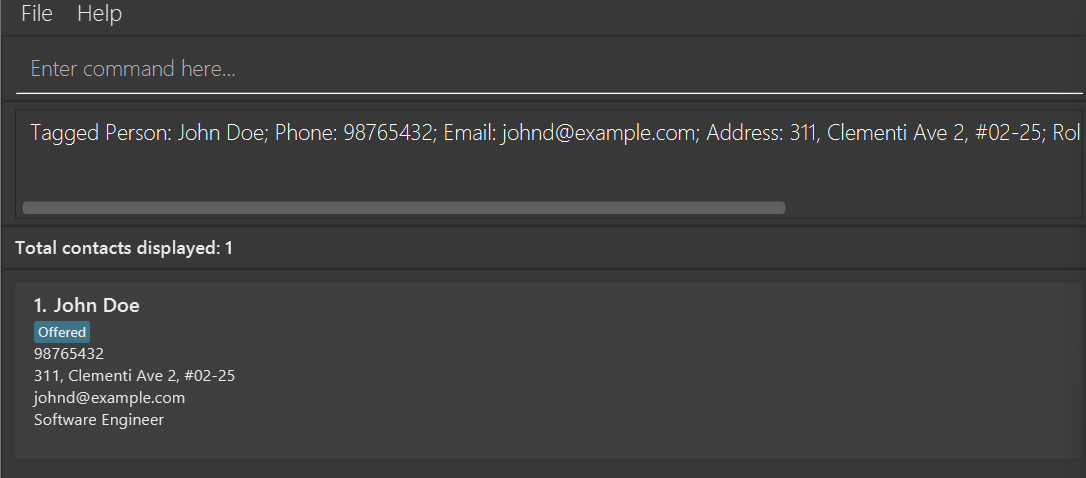 File Help
Enter command here...
Tagged Person: John Doe; Phone: 98765432; Email: johnd@example.com; Address: 311, Clementi Ave 2, #02-25; Rol
Total contacts displayed: 1
1. John Doe
Offered
98765432
311, Clementi Ave 2, #02-25
johnd@example.com
Software Engineer